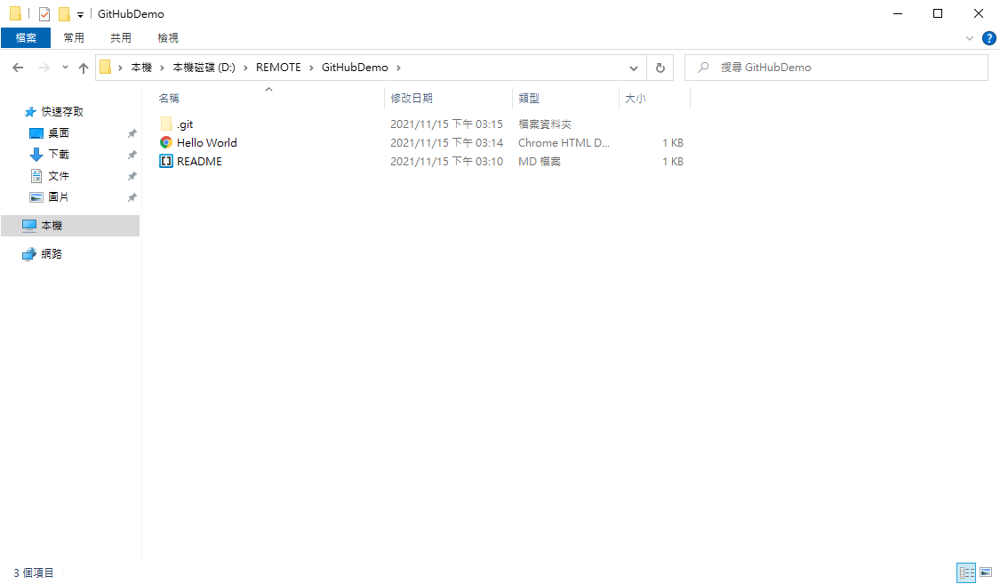 GitHubDemo
檔案 常用 共用 檢視
本機 本機磁碟 (D:) REMOTE GitHubDemo
搜尋 GitHubDemo
快速存取
桌面
下載
文件
圖片
本機
網路
名稱 修改日期 類型 大小
.git 2021/11/15 下午 03:15 檔案資料夾
Hello World 2021/11/15 下午 03:14 Chrome HTML D... 1 KB
README 2021/11/15 下午 03:10 MD 檔案 1 KB
3 個項目